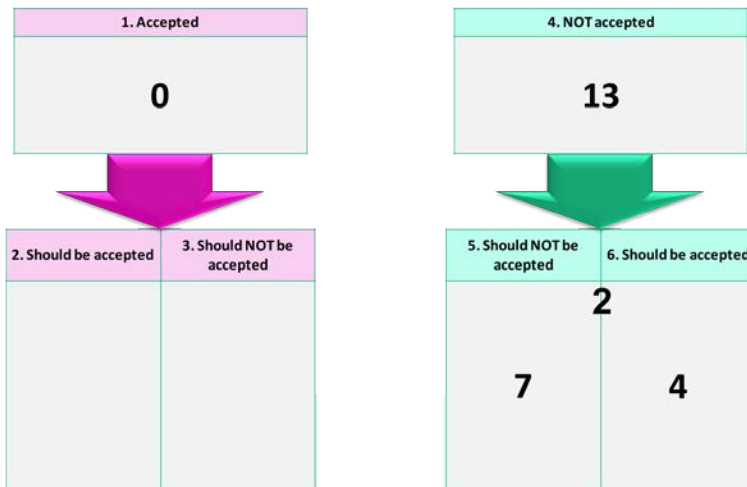 1. Accepted
0
4. NOT accepted
13
2. Should be accepted
3. Should NOT be
accepted
5. Should NOT be
accepted
6. Should be accepted
2
7
4